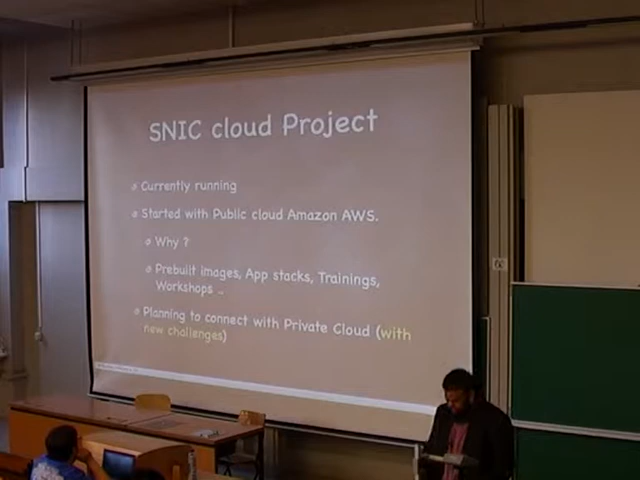 SNIC cloud Project
Currently running
Started with Public cloud Amazon AWS.
Why ?
Prebuilt images, App stacks, Trainings,
Workshops ...
Planning to connect with Private Cloud (with
new challenges)